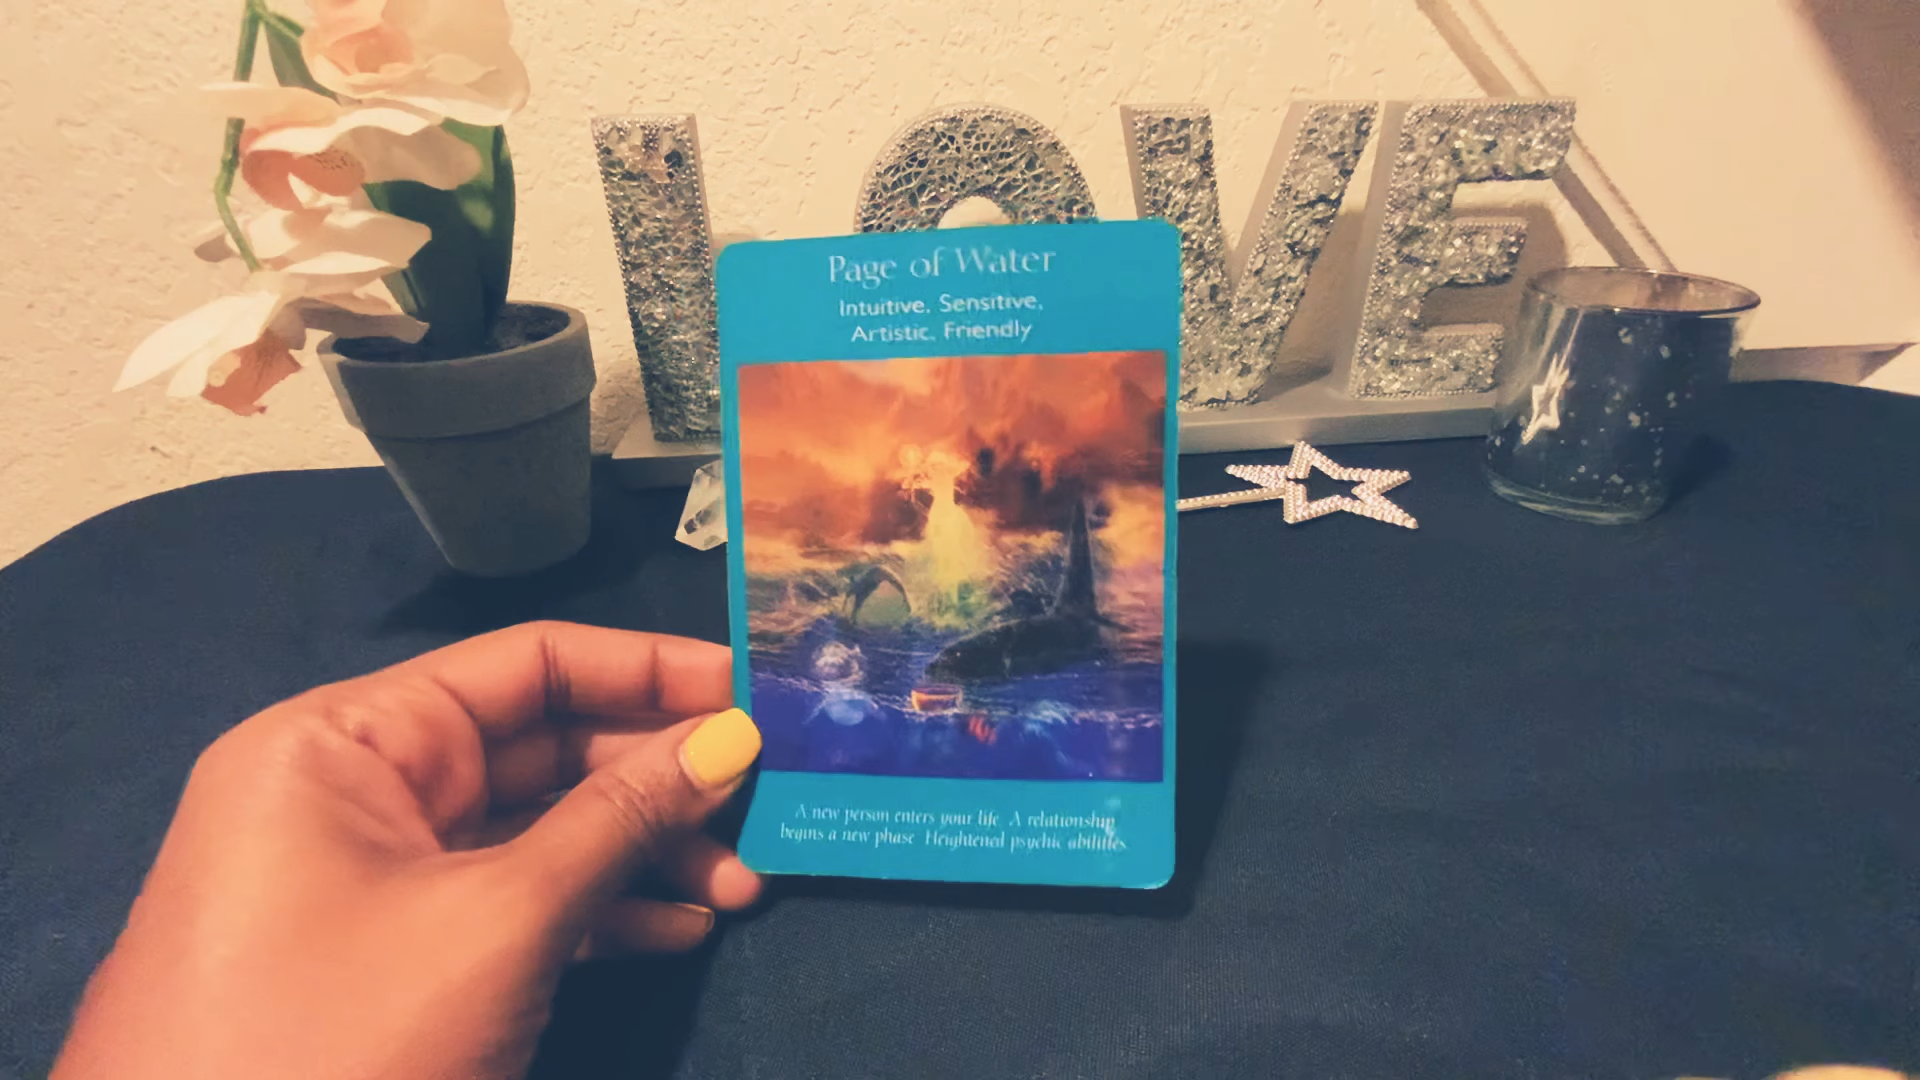 LOVE
Page of Water
Intuitive, Sensitive,
Artistic, Friendly
A new person enters your life. A relationship
begins a new phase. Heightened psychic abilities.